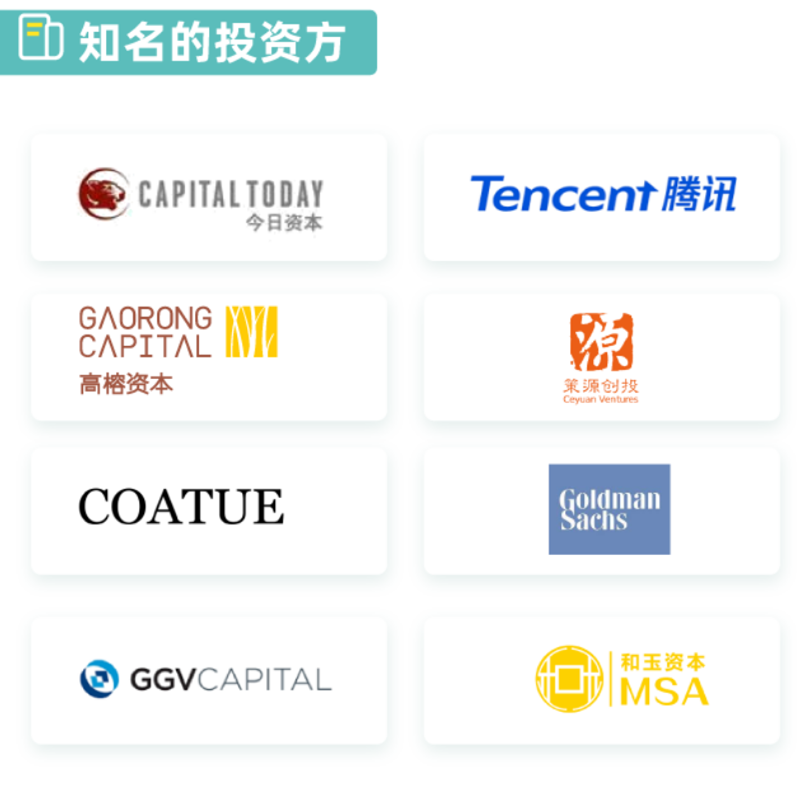 知名的投资方
CAPITAL TODAY
今日资本
Tencent 腾讯
GAORONG
CAPITAL
高榕资本
源
策源创投
Ceyuan Ventures
COATUE
Goldman
Sachs
GGVCAPITAL
和玉资本
MSA